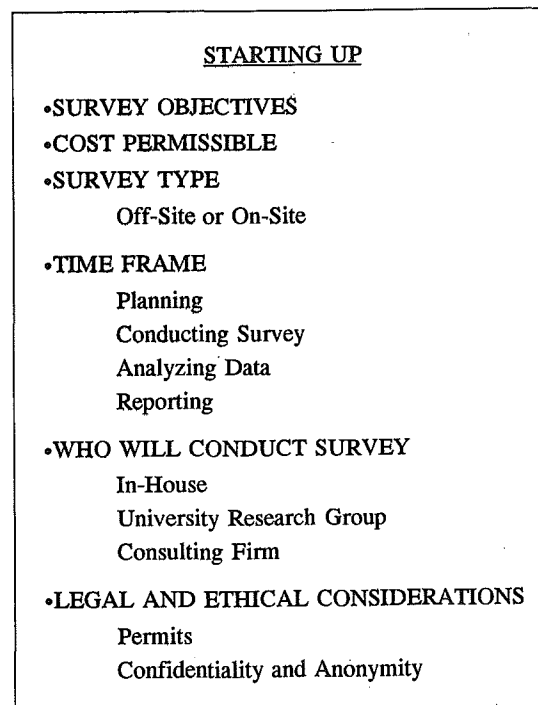 STARTING UP
•SURVEY OBJECTIVES
•COST PERMISSIBLE
•SURVEY TYPE
Off-Site or On-Site
•TIME FRAME
Planning
Conducting Survey
Analyzing Data
Reporting
•WHO WILL CONDUCT SURVEY
In-House
University Research Group
Consulting Firm
•LEGAL AND ETHICAL CONSIDERATIONS
Permits
Confidentiality and Anonymity